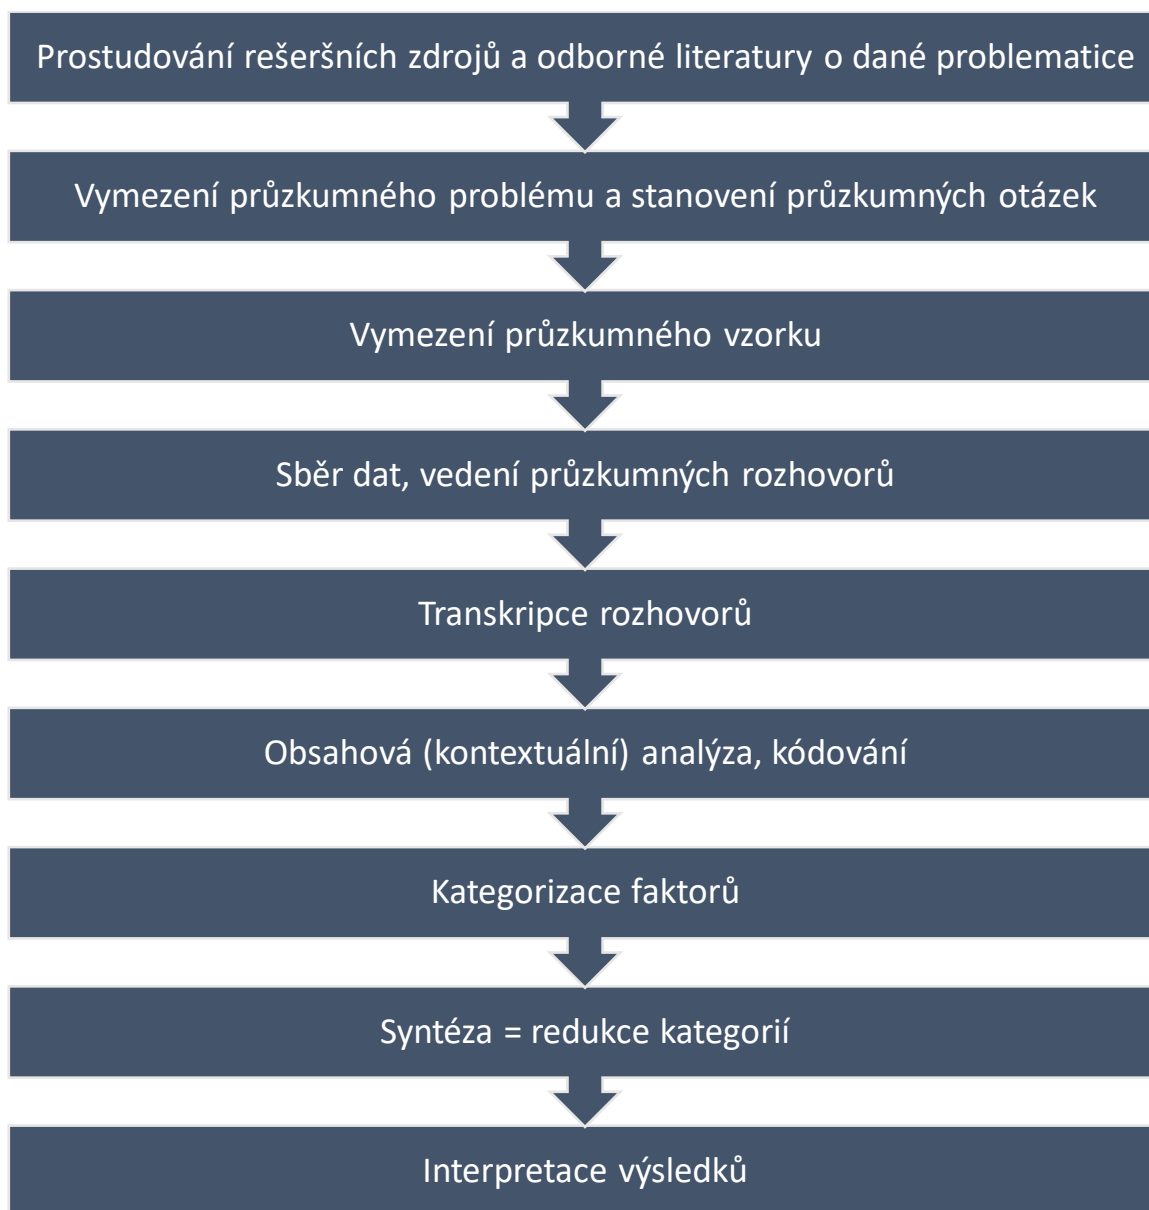 Prostudování rešeršních zdrojů a odborné literatury o dané problematice
Vymezení průzkumného problému a stanovení průzkumných otázek
Vymezení průzkumného vzorku
Sběr dat, vedení průzkumných rozhovorů
Transkripce rozhovorů
Obsahová (kontextuální) analýza, kódování
Kategorizace faktorů
Syntéza = redukce kategorií
Interpretace výsledků